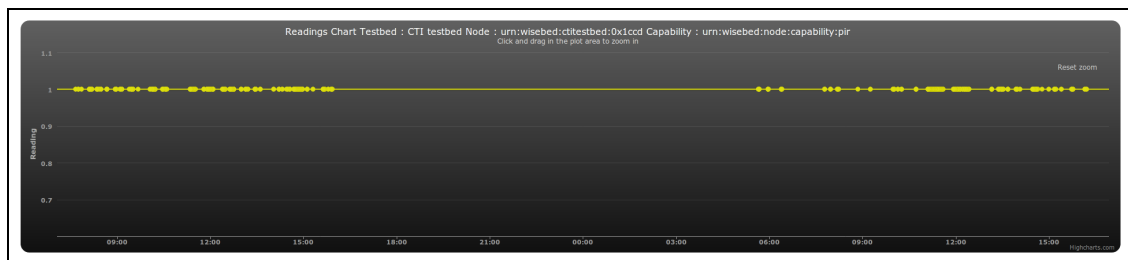 Readings Chart Testbed : CTI testbed Node : urn:wisebed:ctitestbed:0x1ccd Capability : urn:wisebed:node:capability:pir
Click and drag in the plot area to zoom in
Reset zoom
Reading
1.1
1
0.9
0.8
0.7
09:00 12:00 15:00 18:00 21:00 00:00 03:00 06:00 09:00 12:00 15:00
Highcharts.com